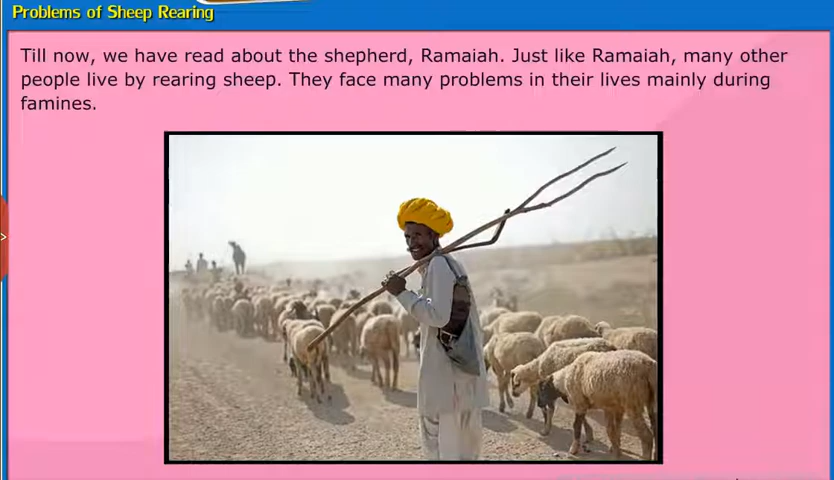 Problems of Sheep Rearing
Till now, we have read about the shepherd, Ramaiah. Just like Ramaiah, many other
people live by rearing sheep. They face many problems in their lives mainly during
famines.
>